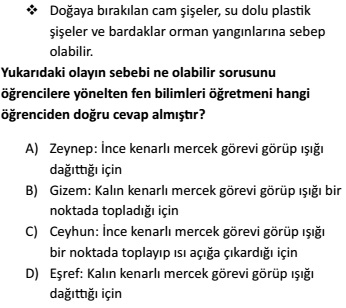 ❖ Doğaya bırakılan cam şişeler, su dolu plastik
şişeler ve bardaklar orman yangınlarına sebep
olabilir.
Yukarıdaki olayın sebebi ne olabilir sorusunu
öğrencilere yönelten fen bilimleri öğretmeni hangi
öğrenciden doğru cevap almıştır?
A) Zeynep: İnce kenarlı mercek görevi görüp ışığı
dağıttığı için
B) Gizem: Kalın kenarlı mercek görevi görüp ışığı bir
noktada topladığı için
C) Ceyhun: İnce kenarlı mercek görevi görüp ışığı
bir noktada toplayıp ısı açığa çıkardığı için
D) Eşref: Kalın kenarlı mercek görevi görüp ışığı
dağıttığı için